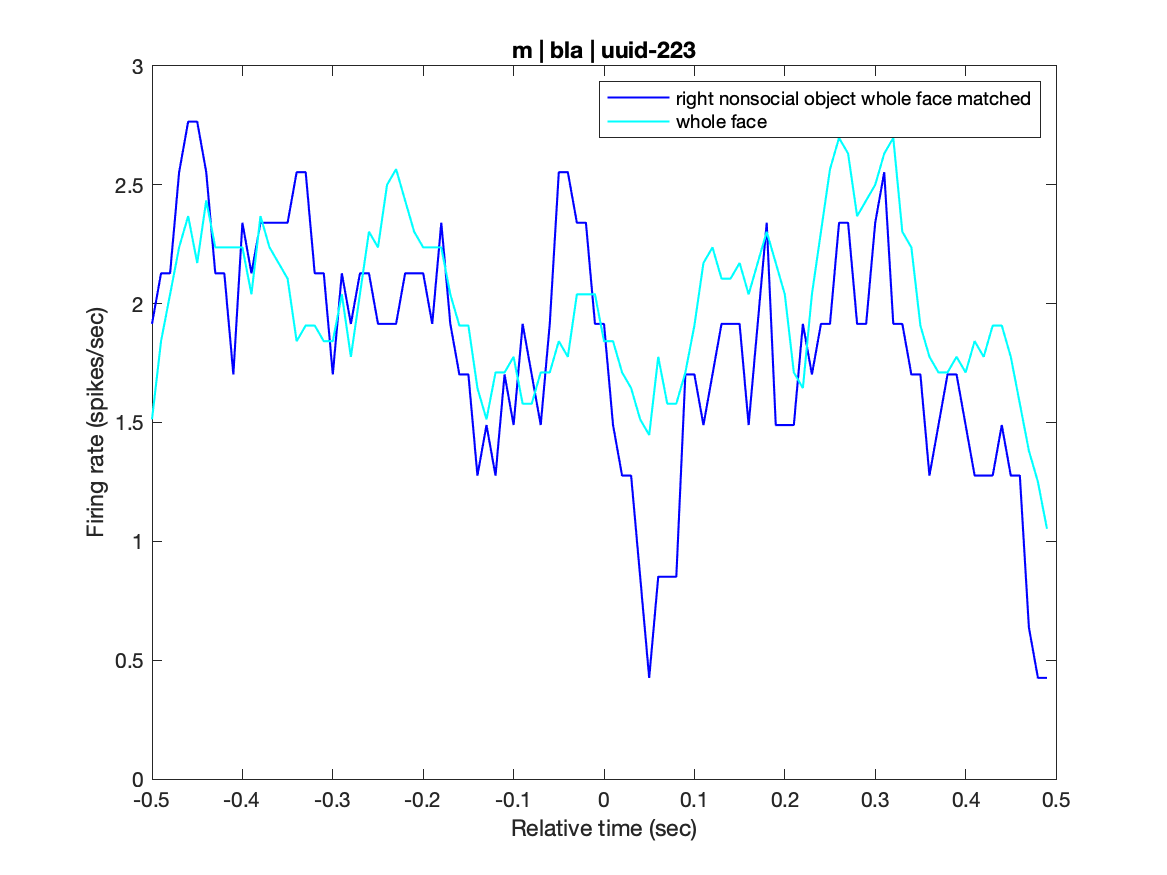 m | bla | uuid-223
right nonsocial object whole face matched
whole face
Firing rate (spikes/sec)
3
2.5
2
1.5
1
0.5
0
-0.5 -0.4 -0.3 -0.2 -0.1 0 0.1 0.2 0.3 0.4 0.5
Relative time (sec)